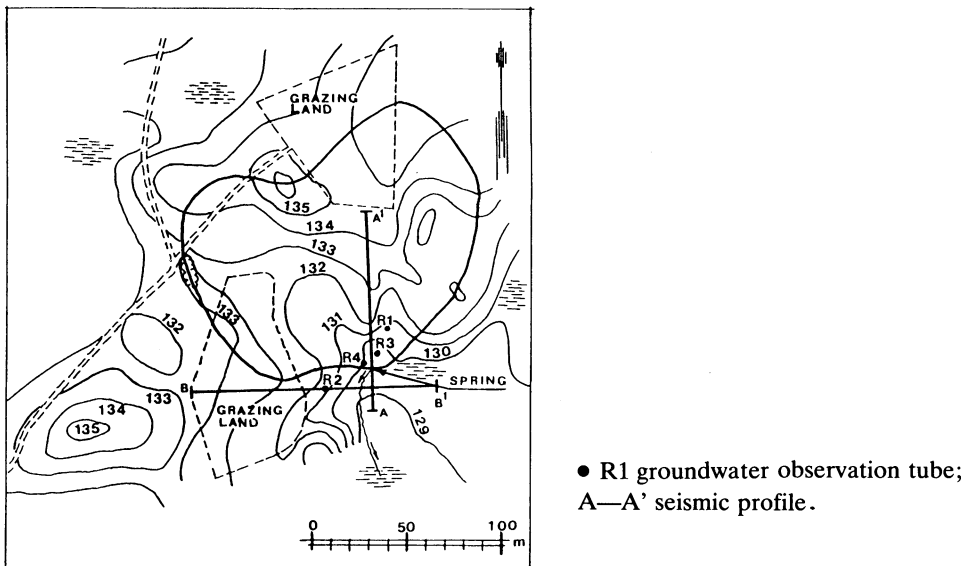 GRAZING
LAND
135
A'
134
133
132
133
131
R1
R3
R4
130
132
R2
SPRING
B
B'
133
GRAZING
LAND
A
129
134
135
0 50 100
m
● R1 groundwater observation tube;
A—A’ seismic profile.